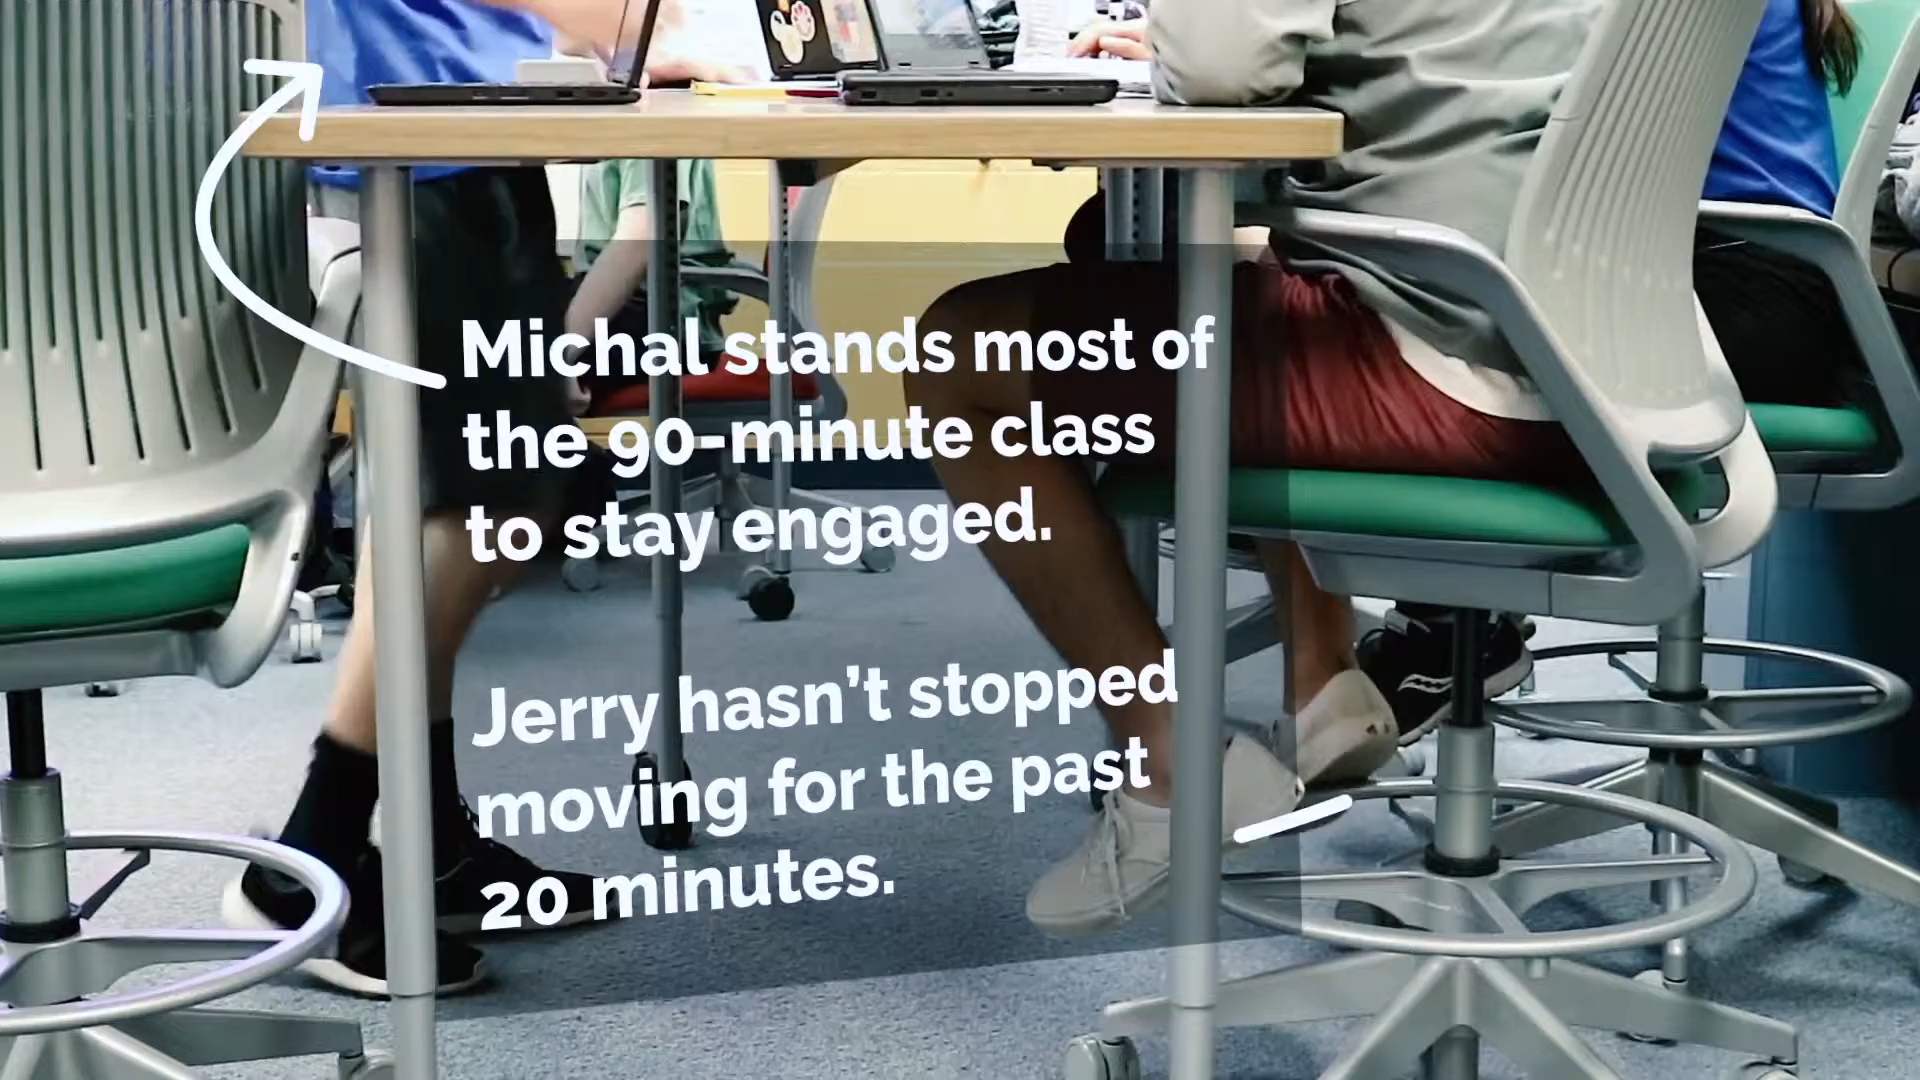 Michal stands most of
the 90-minute class
to stay engaged.
Jerry hasn’t stopped
moving for the past
20 minutes.